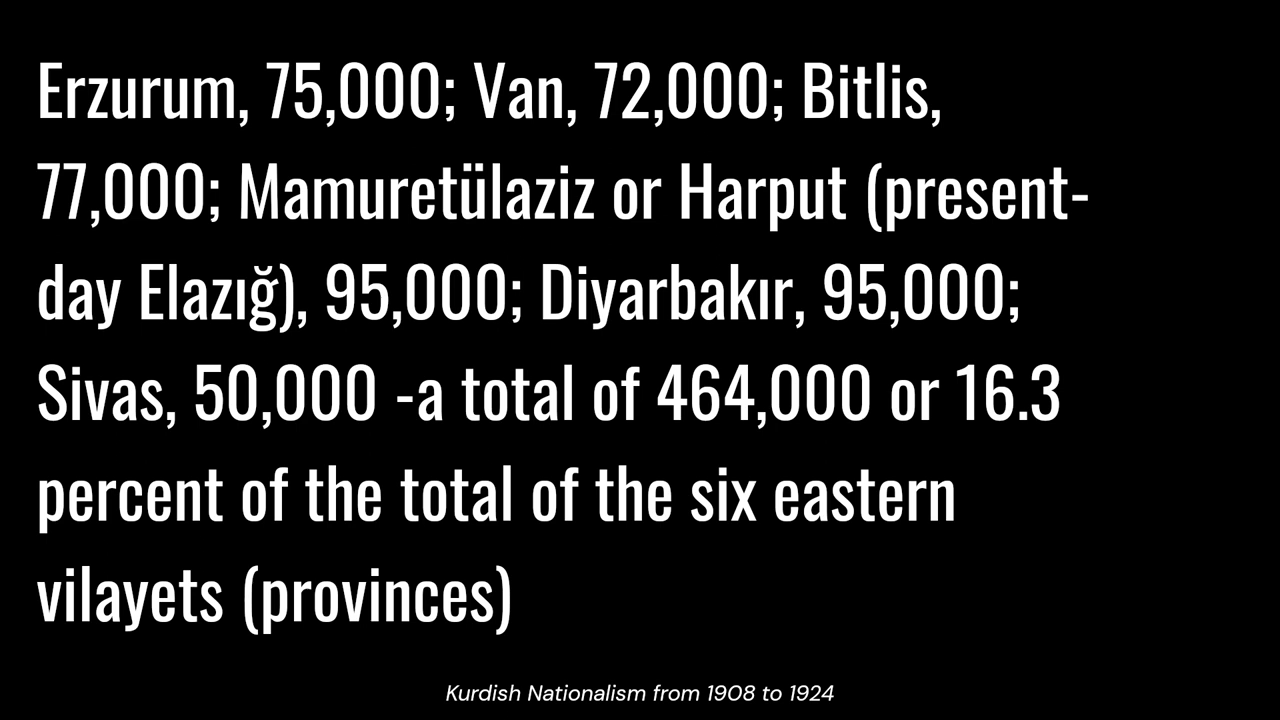 Erzurum, 75,000; Van, 72,000; Bitlis,
77,000; Mamuretülaziz or Harput (present-
day Elazığ), 95,000; Diyarbakır, 95,000;
Sivas, 50,000 -a total of 464,000 or 16.3
percent of the total of the six eastern
vilayets (provinces)
Kurdish Nationalism from 1908 to 1924